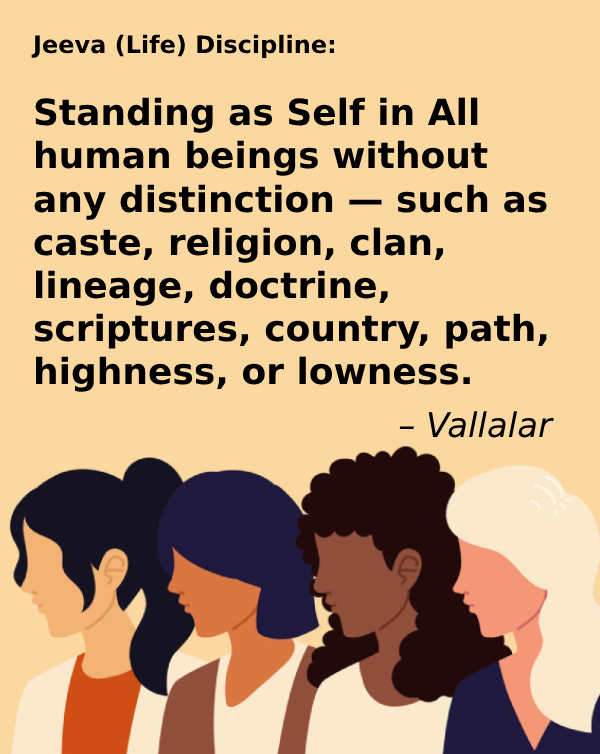 Jeeva (Life) Discipline:
Standing as Self in All
human beings without
any distinction — such as
caste, religion, clan,
lineage, doctrine,
scriptures, country, path,
highness, or lowness.
– Vallalar